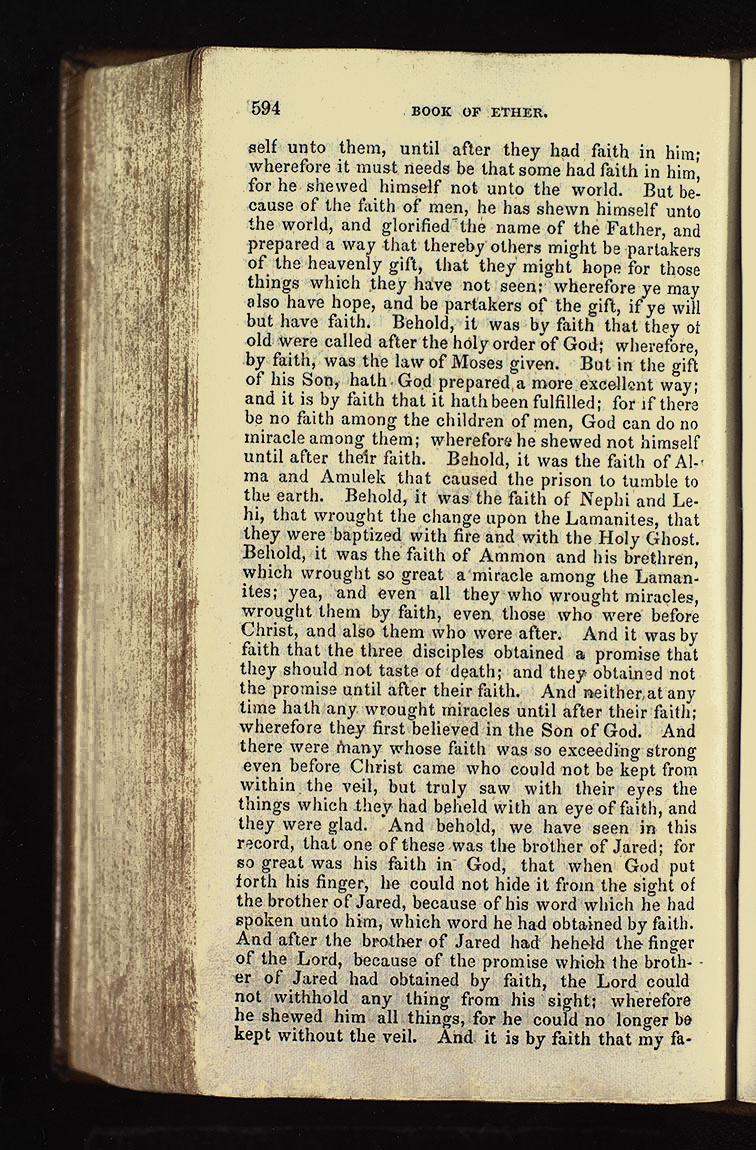 594 BOOK OF ETHER.
self unto them, until after they had faith in him;
wherefore it must needs be that some had faith in him,
for he shewed himself not unto the world. But be-
cause of the faith of men, he has shewn himself unto
the world, and glorified the name of the Father, and
prepared a way that thereby others might be partakers
of the heavenly gift, that they might hope for those
things which they have not seen: wherefore ye may
also have hope, and be partakers of the gift, if ye will
but have faith. Behold, it was by faith that they of
old were called after the holy order of God; wherefore,
by faith, was the law of Moses given. But in the gift
of his Son, hath God prepared a more excellent way;
and it is by faith that it hath been fulfilled; for if there
be no faith among the children of men, God can do no
miracle among them; wherefore he shewed not himself
until after their faith. Behold, it was the faith of Al-
ma and Amulek that caused the prison to tumble to
the earth. Behold, it was the faith of Nephi and Le-
hi, that wrought the change upon the Lamanites, that
they were baptized with fire and with the Holy Ghost.
Behold, it was the faith of Ammon and his brethren,
which wrought so great a miracle among the Laman-
ites; yea, and even all they who wrought miracles,
wrought them by faith, even those who were before
Christ, and also them who were after. And it was by
faith that the three disciples obtained a promise that
they should not taste of death; and they obtained not
the promise until after their faith. And neither at any
time hath any wrought miracles until after their faith;
wherefore they first believed in the Son of God. And
there were many whose faith was so exceeding strong
even before Christ came who could not be kept from
within the veil, but truly saw with their eyes the
things which they had beheld with an eye of faith, and
they were glad. And behold, we have seen in this
record, that one of these was the brother of Jared; for
so great was his faith in God, that when God put
forth his finger, he could not hide it from the sight of
the brother of Jared, because of his word which he had
spoken unto him, which word he had obtained by faith.
And after the brother of Jared had beheld the finger
of the Lord, because of the promise which the broth-
er of Jared had obtained by faith, the Lord could
not withhold any thing from his sight; wherefore
he shewed him all things, for he could no longer be
kept without the veil. And it is by faith that my fa-